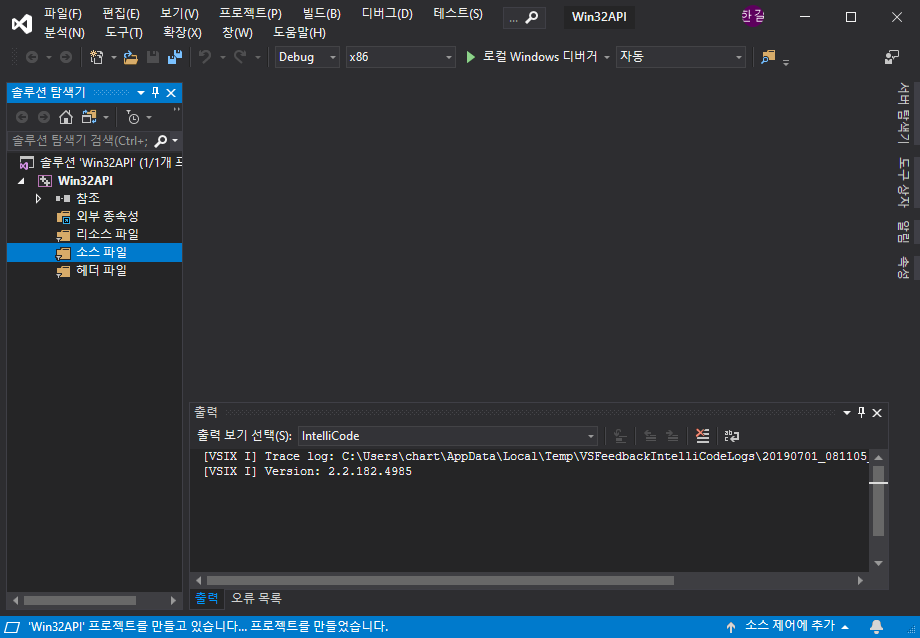 파일(F) 편집(E) 보기(V) 프로젝트(P) 빌드(B) 디버그(D) 테스트(S) ... Win32API 한길
분석(N) 도구(T) 확장(X) 창(W) 도움말(H)
Debug x86 로컬 Windows 디버거 자동
솔루션 탐색기
솔루션 탐색기 검색(Ctrl+;
솔루션 'Win32API' (1/1개 프
Win32API
참조
외부 종속성
리소스 파일
소스 파일
헤더 파일
서버 탐색기
도구 상자
알림
속성
출력
출력 보기 선택(S): IntelliCode
[VSIX I] Trace log: C:\Users\chart\AppData\Local\Temp\VSFeedbackIntelliCodeLogs\20190701_081105_
[VSIX I] Version: 2.2.182.4985
출력 오류 목록
'Win32API' 프로젝트를 만들고 있습니다... 프로젝트를 만들었습니다. 소스 제어에 추가